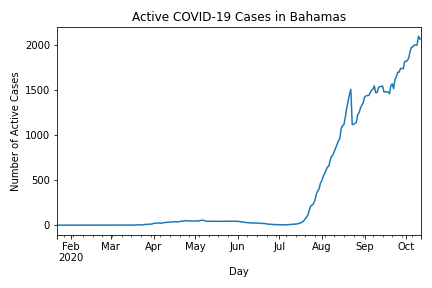 Active COVID-19 Cases in Bahamas
Number of Active Cases
2000
1500
1000
500
0
Feb Mar Apr May Jun Jul Aug Sep Oct
2020
Day